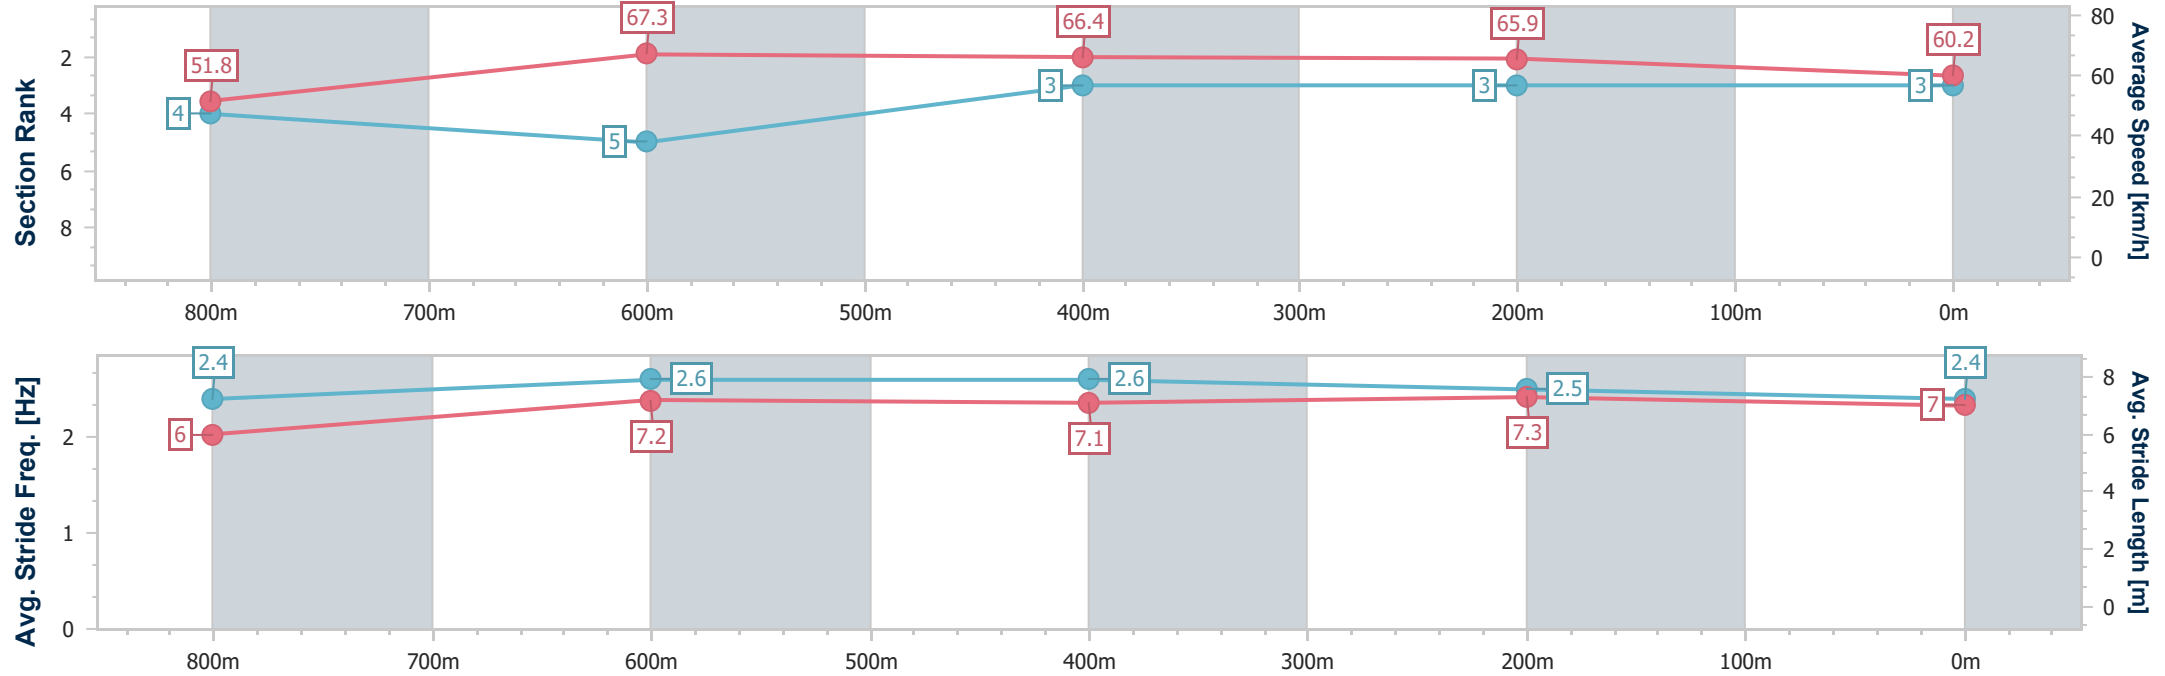 Section Rank
2
4
6
8
51.8
67.3
66.4
65.9
60.2
4
5
3
3
3
80
60
40
20
0
Average Speed [km/h]
800m
700m
600m
500m
400m
300m
200m
100m
0m
Avg. Stride Freq. [Hz]
2
1
0
2.4
2.6
2.6
2.5
2.4
6
7.2
7.1
7.3
7
8
6
4
2
0
Avg. Stride Length [m]
800m
700m
600m
500m
400m
300m
200m
100m
0m